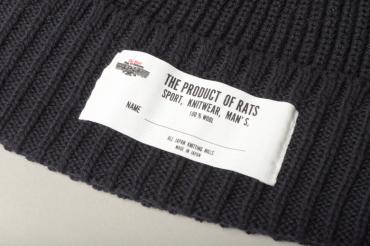 THE PRODUCT OF RATS
SPORT, KNITWEAR, MAN'S.
100% WOOL
NAME
ALL JAPAN KNITTING MILLS
MADE IN JAPAN